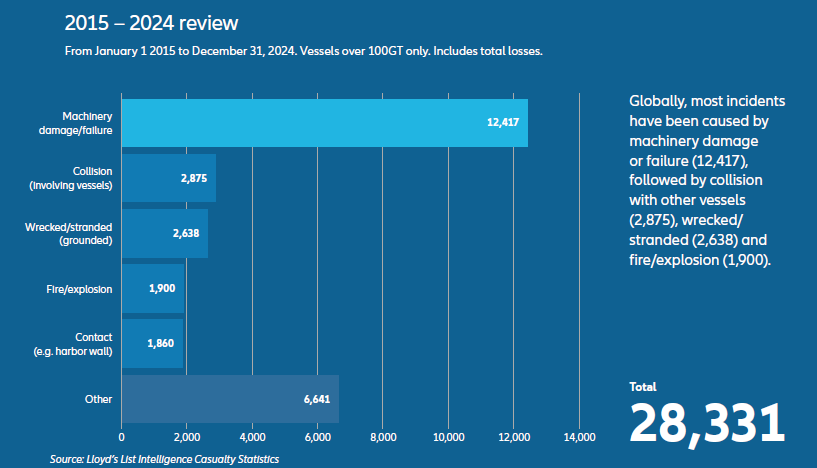 2015 – 2024 review
From January 1 2015 to December 31, 2024. Vessels over 100GT only. Includes total losses.
Machinery
damage/failure
12,417
Collision
(involving vessels)
2,875
Wrecked/stranded
(grounded)
2,638
Fire/explosion
1,900
Contact
(e.g. harbor wall)
1,860
Other
6,641
0 2,000 4,000 6,000 8,000 10,000 12,000 14,000
Source: Lloyd's List Intelligence Casualty Statistics
Globally, most incidents
have been caused by
machinery damage
or failure (12,417),
followed by collision
with other vessels
(2,875), wrecked/
stranded (2,638) and
fire/explosion (1,900).
Total
28,331